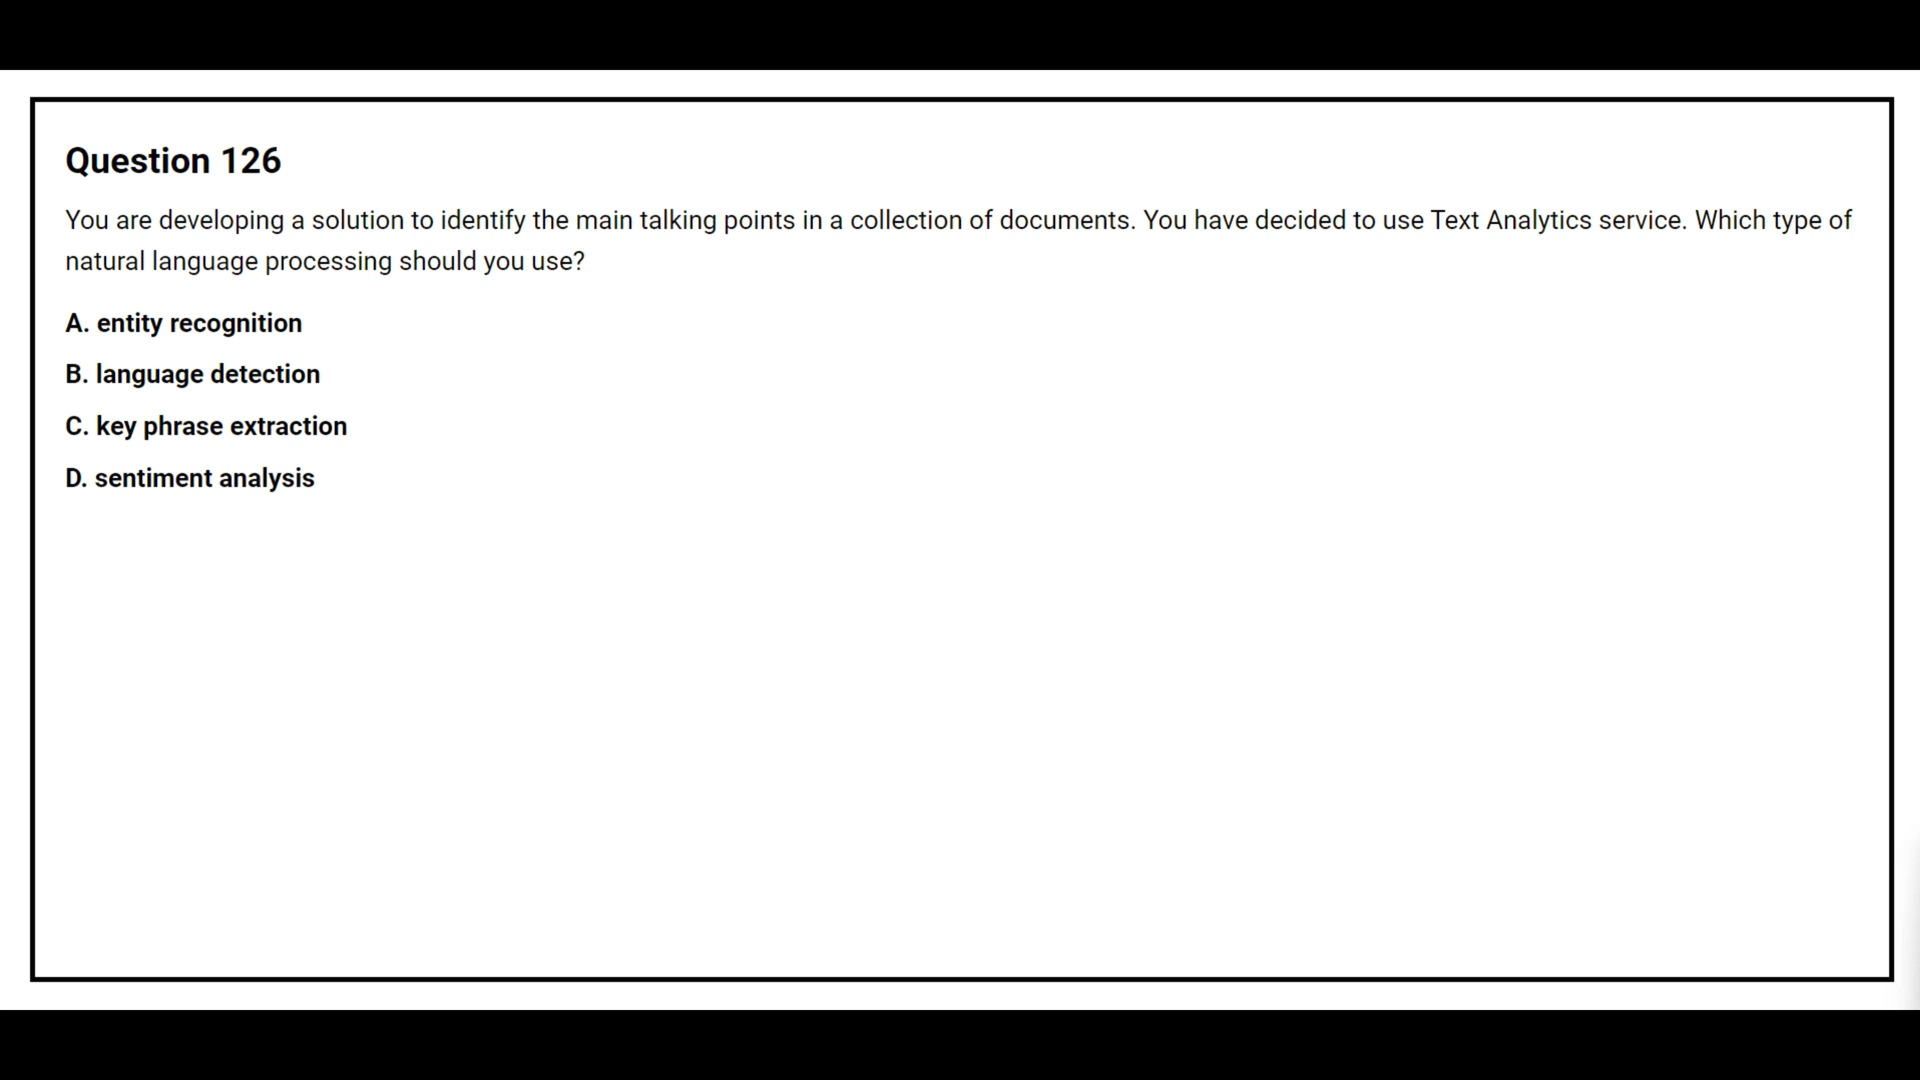 Question 126
You are developing a solution to identify the main talking points in a collection of documents. You have decided to use Text Analytics service. Which type of
natural language processing should you use?
A. entity recognition
B. language detection
C. key phrase extraction
D. sentiment analysis